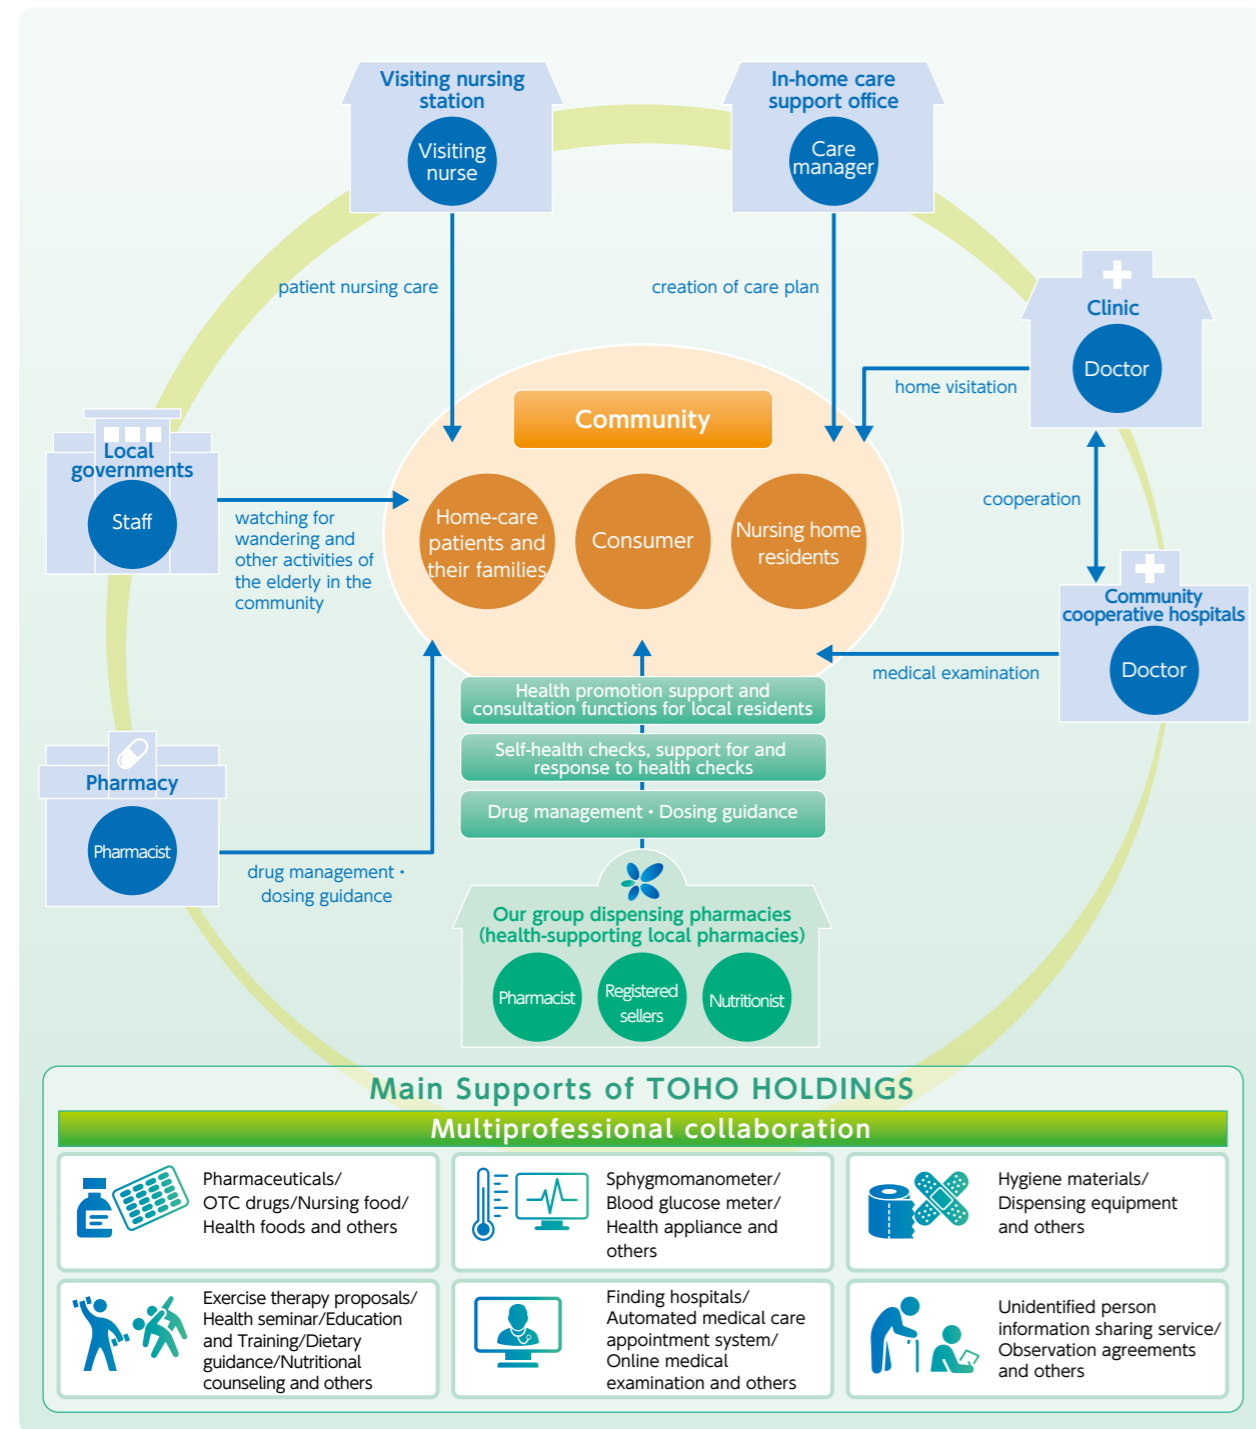 Visiting nursing
station
Visiting
nurse
In-home care
support office
Care
manager
patient nursing care
creation of care plan
Clinic
Doctor
home visitation
Community
Local
governments
Staff
watching for
wandering and
other activities of
the elderly in the
community
Home-care
patients and
their families
Consumer
Nursing home
residents
cooperation
Community
cooperative hospitals
Doctor
medical examination
Health promotion support and
consultation functions for local residents
Self-health checks, support for and
response to health checks
Drug management・Dosing guidance
Pharmacy
Pharmacist
drug management・
dosing guidance
Our group dispensing pharmacies
(health-supporting local pharmacies)
Pharmacist
Registered
sellers
Nutritionist
Main Supports of TOHO HOLDINGS
Multiprofessional collaboration
Pharmaceuticals/
OTC drugs/Nursing food/
Health foods and others
Sphygmomanometer/
Blood glucose meter/
Health appliance and
others
Hygiene materials/
Dispensing equipment
and others
Exercise therapy proposals/
Health seminar/Education
and Training/Dietary
guidance/Nutritional
counseling and others
Finding hospitals/
Automated medical care
appointment system/
Online medical
examination and others
Unidentified person
information sharing service/
Observation agreements
and others